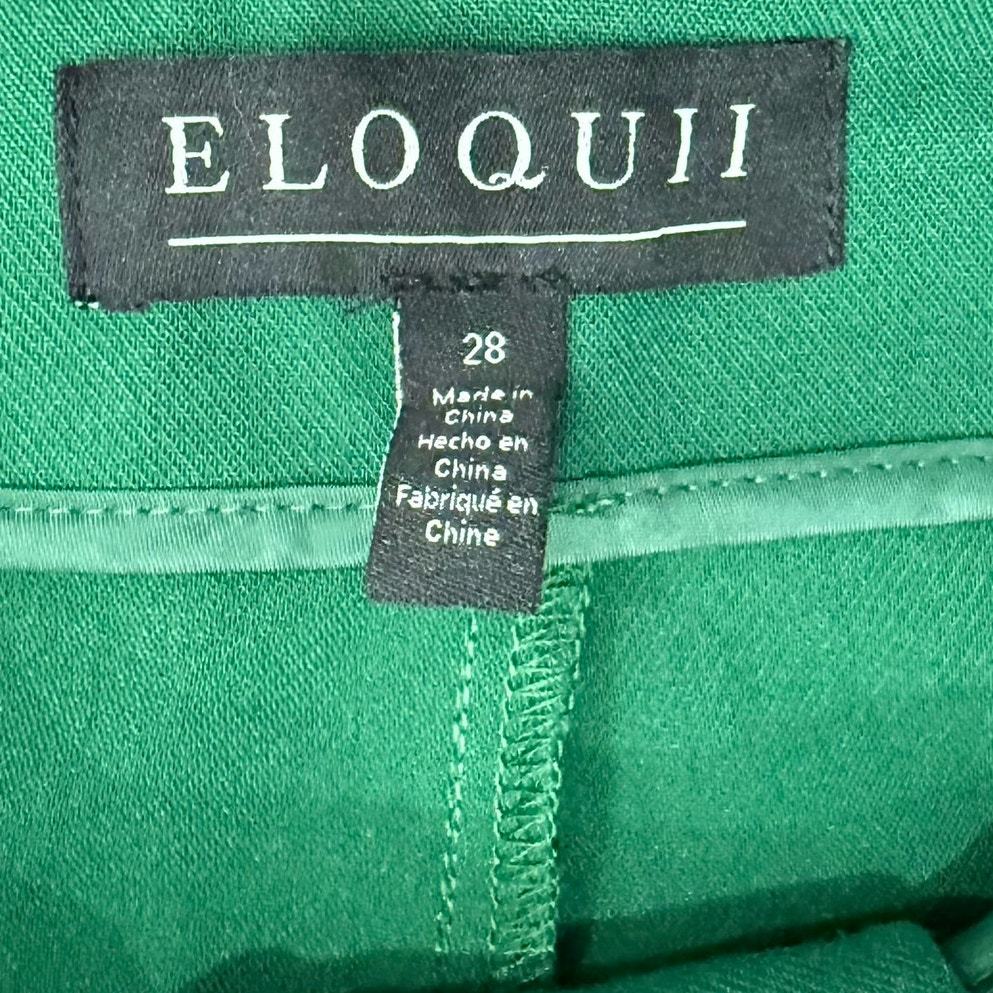 ELOQUII
28
Made in
China
Hecho en
China
Fabriqué en
Chine